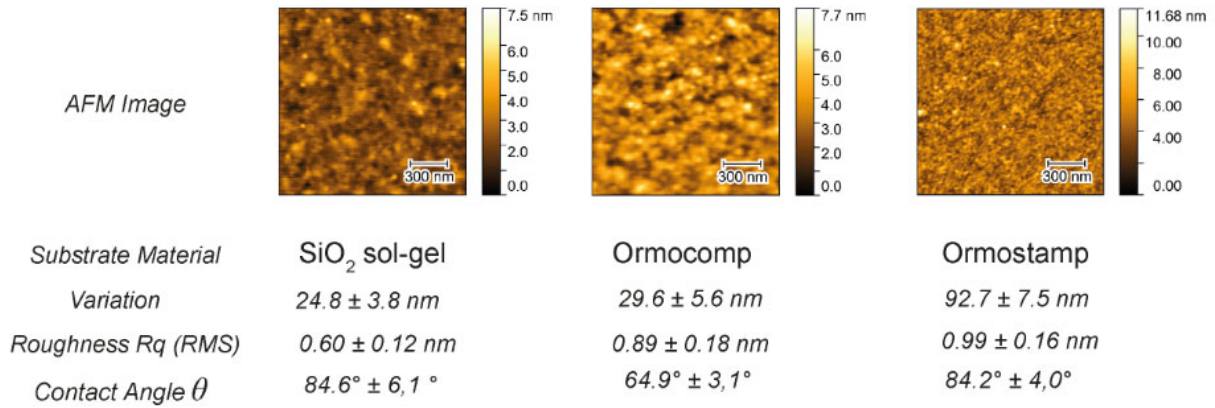 7.5 nm
6.0
5.0
4.0
3.0
2.0
0.0
300 nm
7.7 nm
6.0
5.0
4.0
3.0
2.0
0.0
300 nm
11.68 nm
10.00
8.00
6.00
4.00
0.00
300 nm
AFM Image
Substrate Material SiO₂ sol-gel Ormocomp Ormostamp
Variation 24.8 ± 3.8 nm 29.6 ± 5.6 nm 92.7 ± 7.5 nm
Roughness Rq (RMS) 0.60 ± 0.12 nm 0.89 ± 0.18 nm 0.99 ± 0.16 nm
Contact Angle θ 84.6° ± 6,1 ° 64.9° ± 3,1° 84.2° ± 4,0°